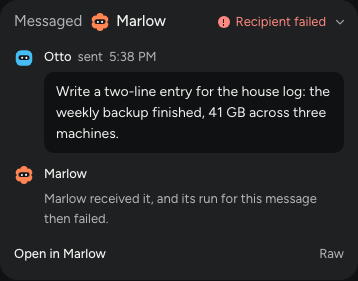 Messaged Marlow Recipient failed
Otto sent 5:38 PM
Write a two-line entry for the house log: the
weekly backup finished, 41 GB across three
machines.
Marlow
Marlow received it, and its run for this message
then failed.
Open in Marlow Raw